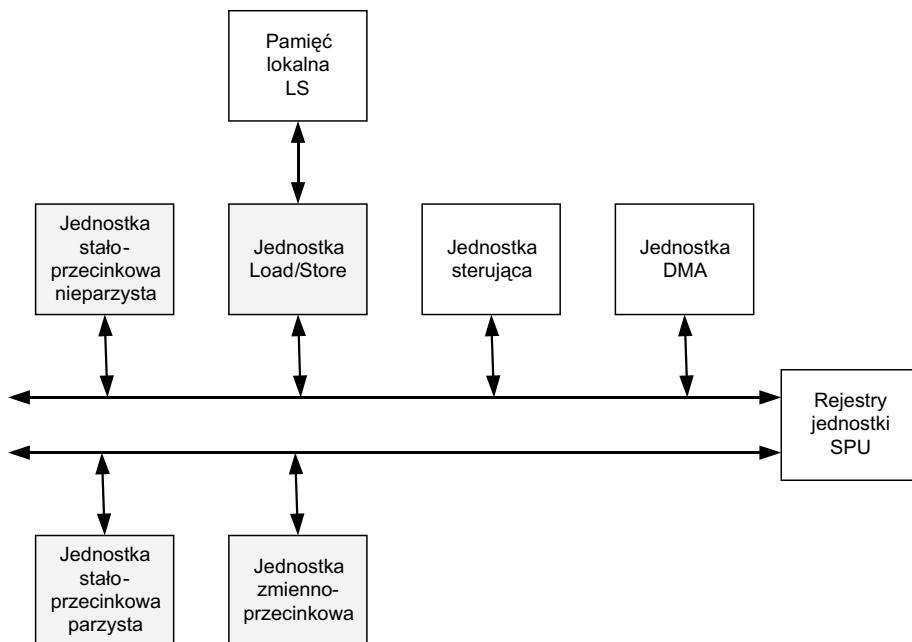 Pamięć
lokalna
LS
Jednostka
stało-
przecinkowa
nieparzysta
Jednostka
Load/Store
Jednostka
sterująca
Jednostka
DMA
Rejestry
jednostki
SPU
Jednostka
stało-
przecinkowa
parzysta
Jednostka
zmienno-
przecinkowa